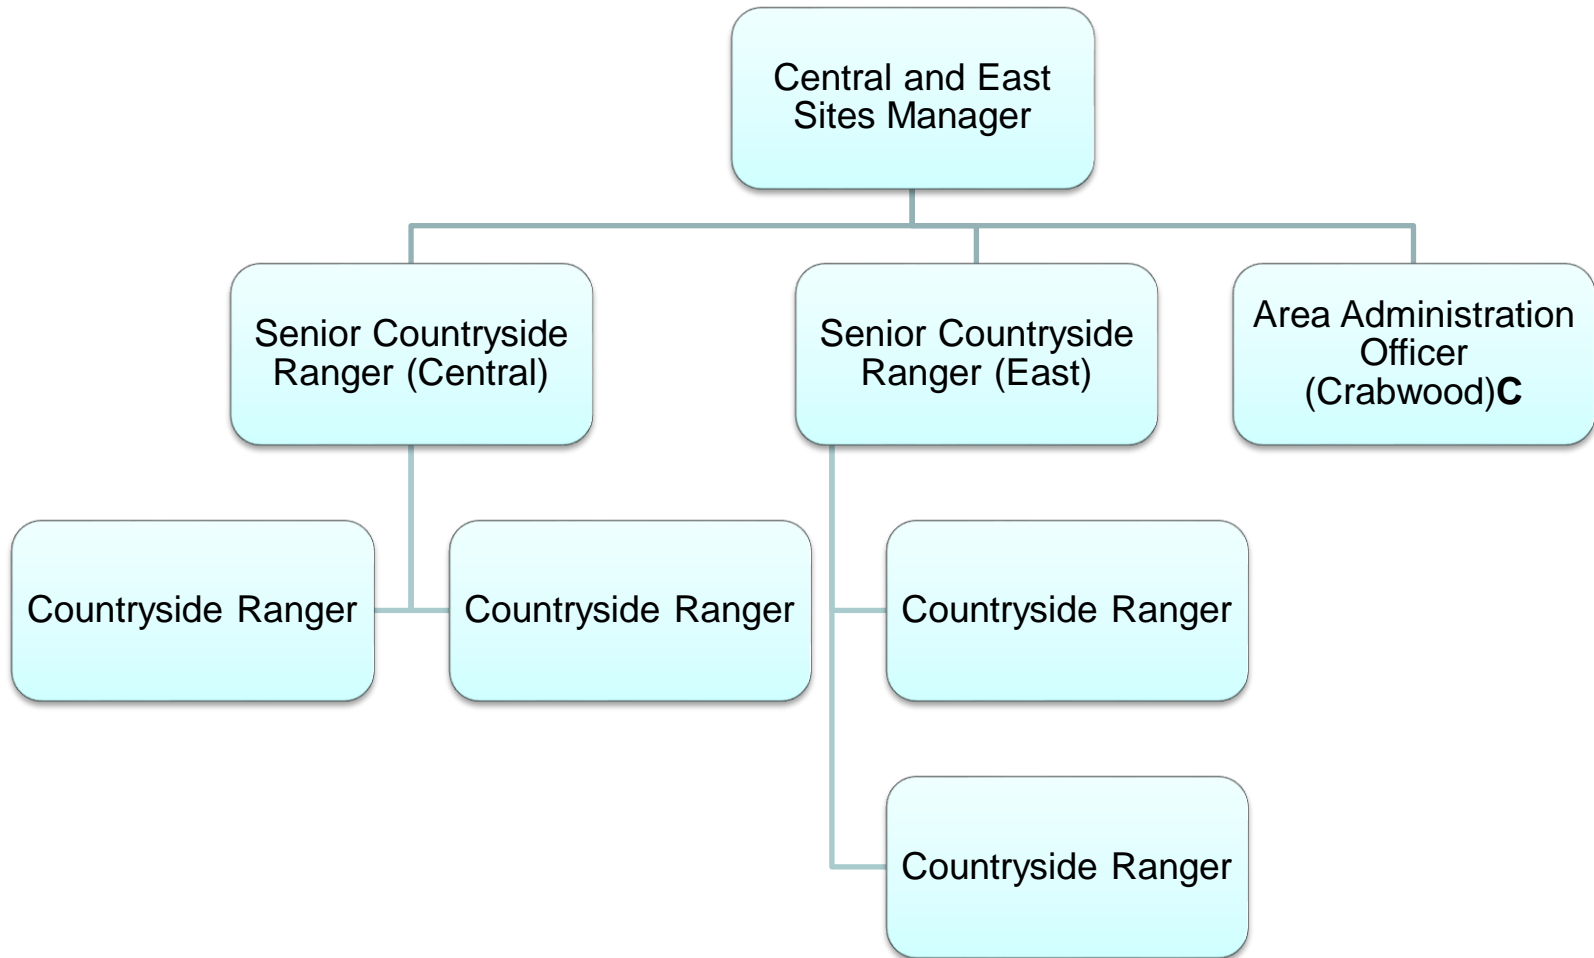 Central and East
Sites Manager
Senior Countryside
Ranger (Central)
Senior Countryside
Ranger (East)
Area Administration
Officer
(Crabwood)C
Countryside Ranger
Countryside Ranger
Countryside Ranger
Countryside Ranger